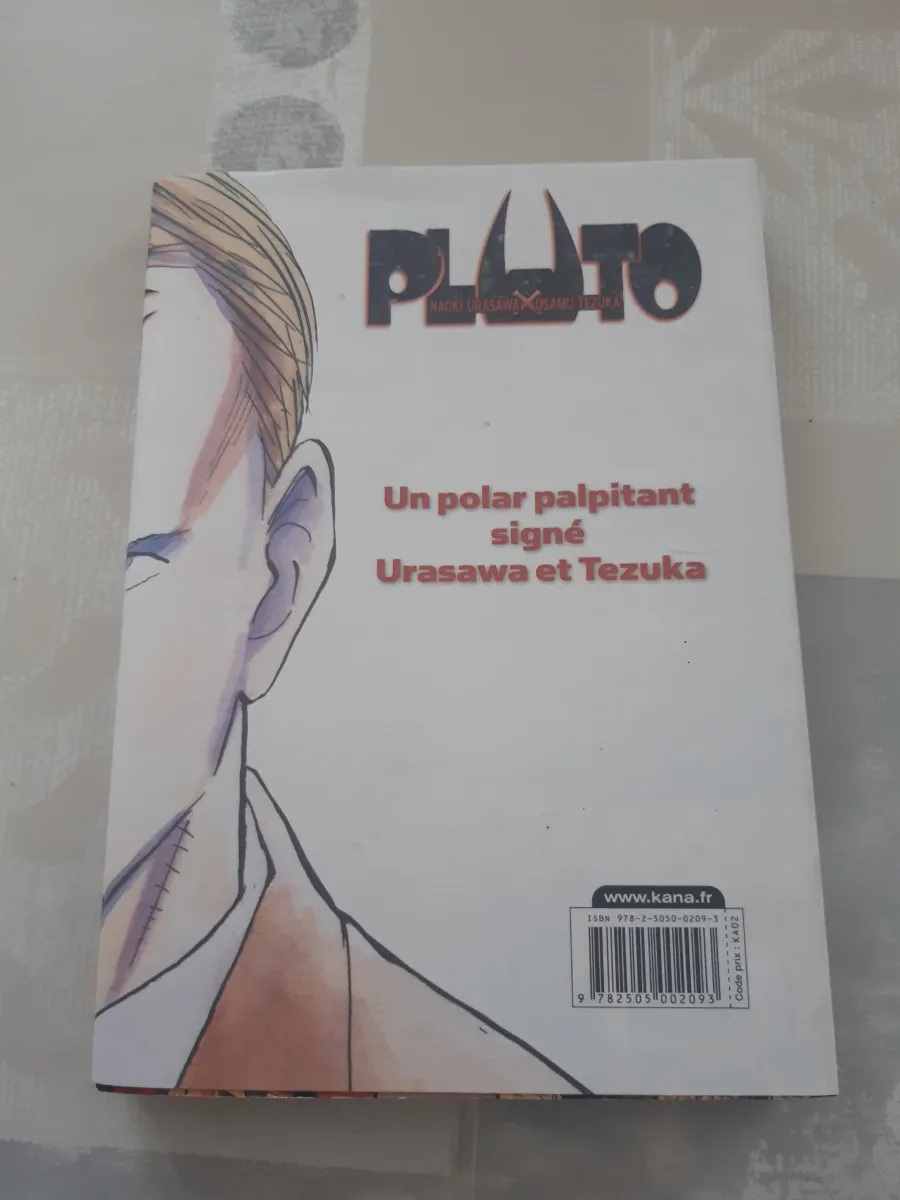 PLUTO
NAOKI URASAWA X OSAMU TEZUKA
Un polar palpitant
signé
Urasawa et Tezuka
www.kana.fr
ISBN 978-2-5050-0209-3
9 782505 002093
Code prix : KA02